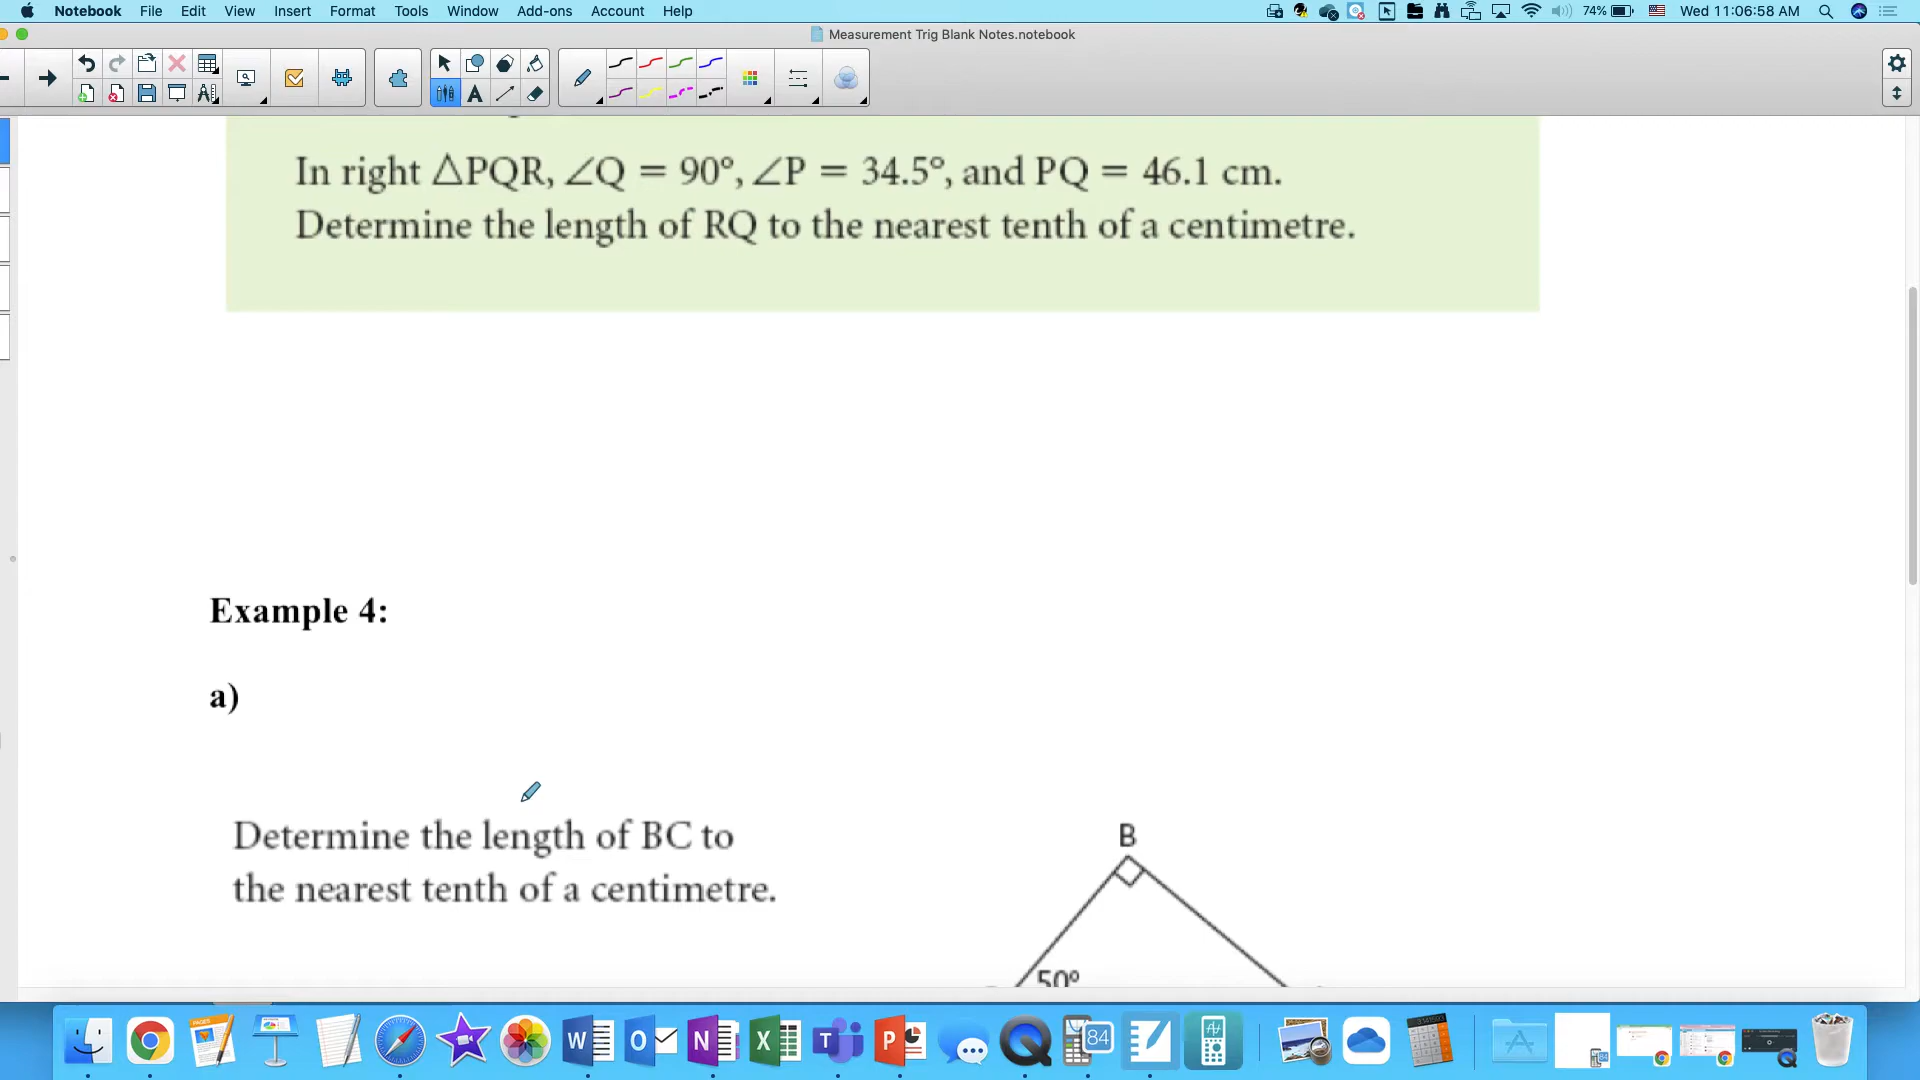 Notebook File Edit View Insert Format Tools Window Add-ons Account Help 74% Wed 11:06:58 AM
Measurement Trig Blank Notes.notebook
In right △PQR, ∠Q = 90°, ∠P = 34.5°, and PQ = 46.1 cm.
Determine the length of RQ to the nearest tenth of a centimetre.
Example 4:
a)
Determine the length of BC to
the nearest tenth of a centimetre.
B
50°